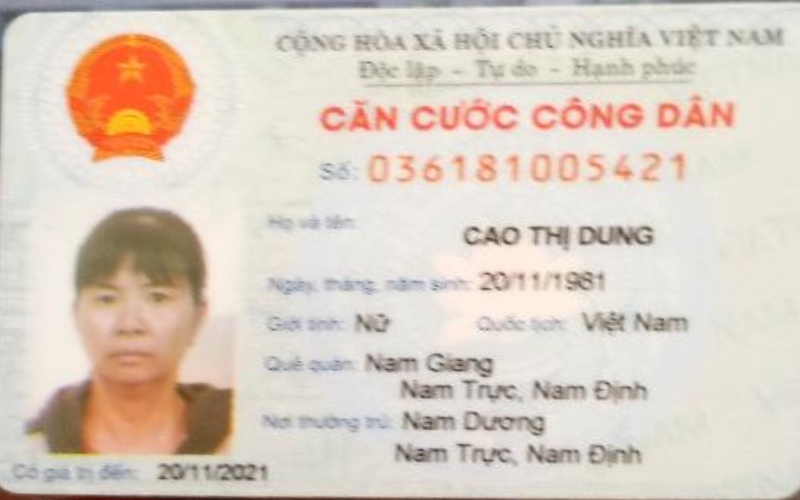 CỘNG HÒA XÃ HỘI CHỦ NGHĨA VIỆT NAM
Độc lập - Tự do - Hạnh phúc
CĂN CƯỚC CÔNG DÂN
Số: 036181005421
Họ và tên: CAO THỊ DUNG
Ngày, tháng, năm sinh: 20/11/1981
Giới tính: Nữ Quốc tịch: Việt Nam
Quê quán: Nam Giang
Nam Trực, Nam Định
Nơi thường trú: Nam Dương
Nam Trực, Nam Định
Có giá trị đến: 20/11/2021